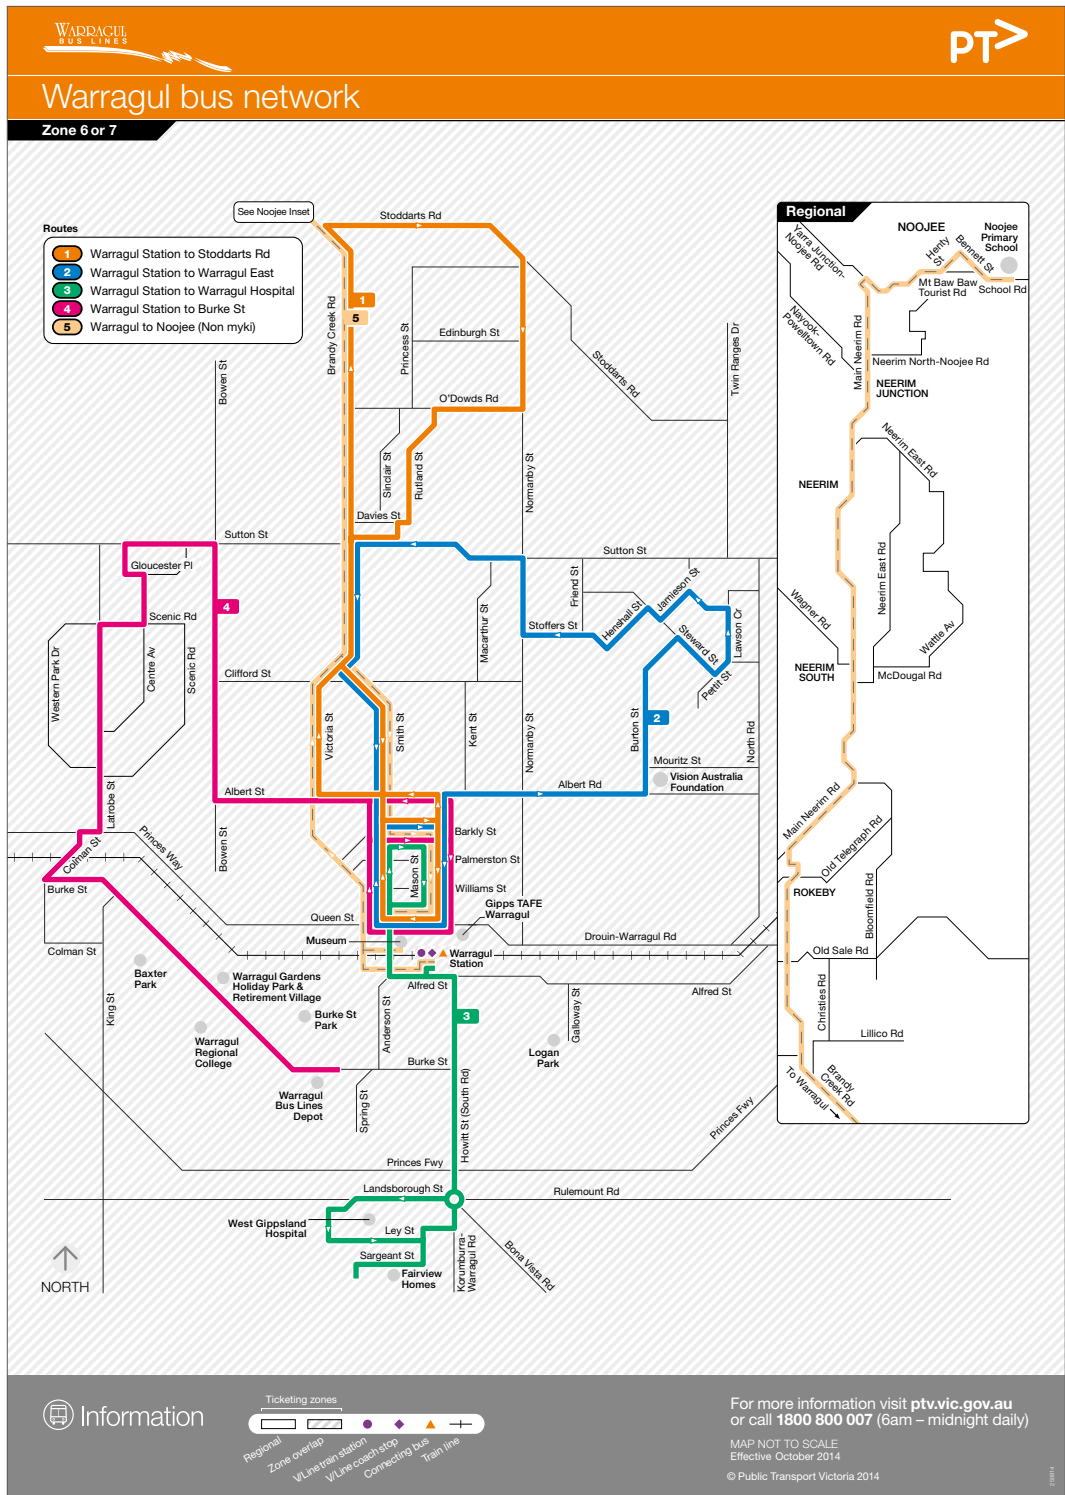 WARRAGUL
BUS LINES
PT
Warragul bus network
Zone 6 or 7
See Noojee Inset
Routes
1 Warragul Station to Stoddarts Rd
2 Warragul Station to Warragul East
3 Warragul Station to Warragul Hospital
4 Warragul Station to Burke St
5 Warragul to Noojee (Non myki)
Stoddarts Rd
1
5
Brandy Creek Rd
Princess St
Edinburgh St
Stoddarts Rd
Twin Ranges Dr
Bowen St
O'Dowds Rd
Sinclair St
Rutland St
Normanby St
Davies St
Sutton St
Sutton St
Gloucester Pl
4
Scenic Rd
Western Park Dr
Centre Av
Scenic Rd
Clifford St
Friend St
Jamieson St
Henshall St
Stoffers St
Macarthur St
Steward St
Lawson Cr
Pettit St
Victoria St
Smith St
Kent St
Normanby St
Burton St
2
North Rd
Mouritz St
Vision Australia
Foundation
Albert St
Albert Rd
Latrobe St
Princes Way
Bowen St
Colman St
Burke St
Barkly St
Palmerston St
Mason St
Williams St
Gipps TAFE
Warragul
Queen St
Museum
Drouin-Warragul Rd
Warragul
Station
Colman St
Baxter
Park
King St
Warragul Gardens
Holiday Park &
Retirement Village
Alfred St
Alfred St
Burke St
Park
Anderson St
3
Galloway St
Warragul
Regional
College
Logan
Park
Burke St
Warragul
Bus Lines
Depot
Spring St
Howitt St (South Rd)
Princes Fwy
Princes Fwy
Landsborough St
Rulemount Rd
West Gippsland
Hospital
Ley St
Sargeant St
Fairview
Homes
Korumburra-
Warragul Rd
Bona Vista Rd
NORTH
Regional
NOOJEE
Noojee
Primary
School
Yarra Junction-
Noojee Rd
Henty
St
Bennett St
Mt Baw Baw
Tourist Rd
School Rd
Nayook-
Powelltown Rd
Main Neerim Rd
Neerim North-Noojee Rd
NEERIM
JUNCTION
Neerim East Rd
NEERIM
Neerim East Rd
Wagner Rd
Wattle Av
NEERIM
SOUTH
McDougal Rd
Main Neerim Rd
Old Telegraph Rd
ROKEBY
Bloomfield Rd
Old Sale Rd
Christies Rd
Lillico Rd
Brandy
Creek Rd
To Warragul
Information
Ticketing zones
Regional
Zone overlap
V/Line train station
V/Line coach stop
Connecting bus
Train line
For more information visit ptv.vic.gov.au
or call 1800 800 007 (6am – midnight daily)
MAP NOT TO SCALE
Effective October 2014
© Public Transport Victoria 2014